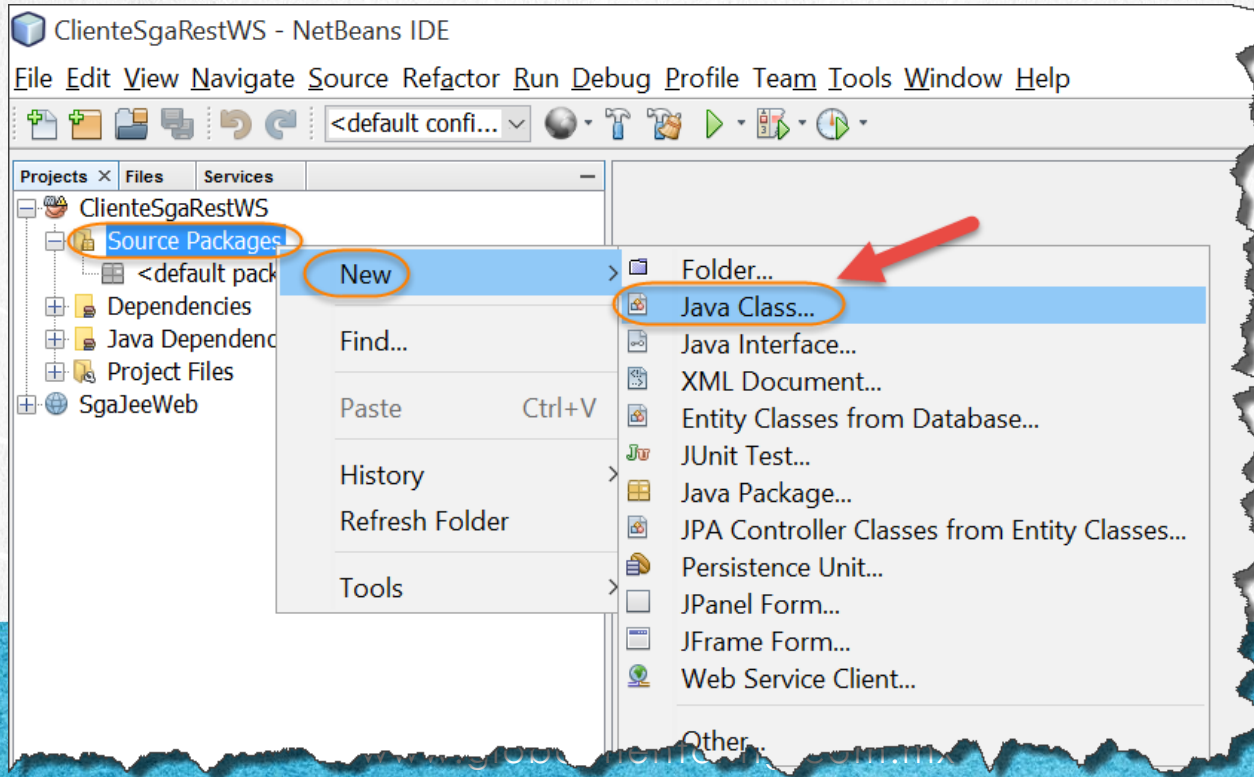 ClienteSgaRestWS - NetBeans IDE
File Edit View Navigate Source Refactor Run Debug Profile Team Tools Window Help
<default confi...
Projects Files Services
ClienteSgaRestWS
Source Packages
<default pack
Dependencies
Java Dependenc
Project Files
SgaJeeWeb
New
Find...
Paste Ctrl+V
History
Refresh Folder
Tools
Folder...
Java Class...
Java Interface...
XML Document...
Entity Classes from Database...
JUnit Test...
Java Package...
JPA Controller Classes from Entity Classes...
Persistence Unit...
JPanel Form...
JFrame Form...
Web Service Client...
Other...